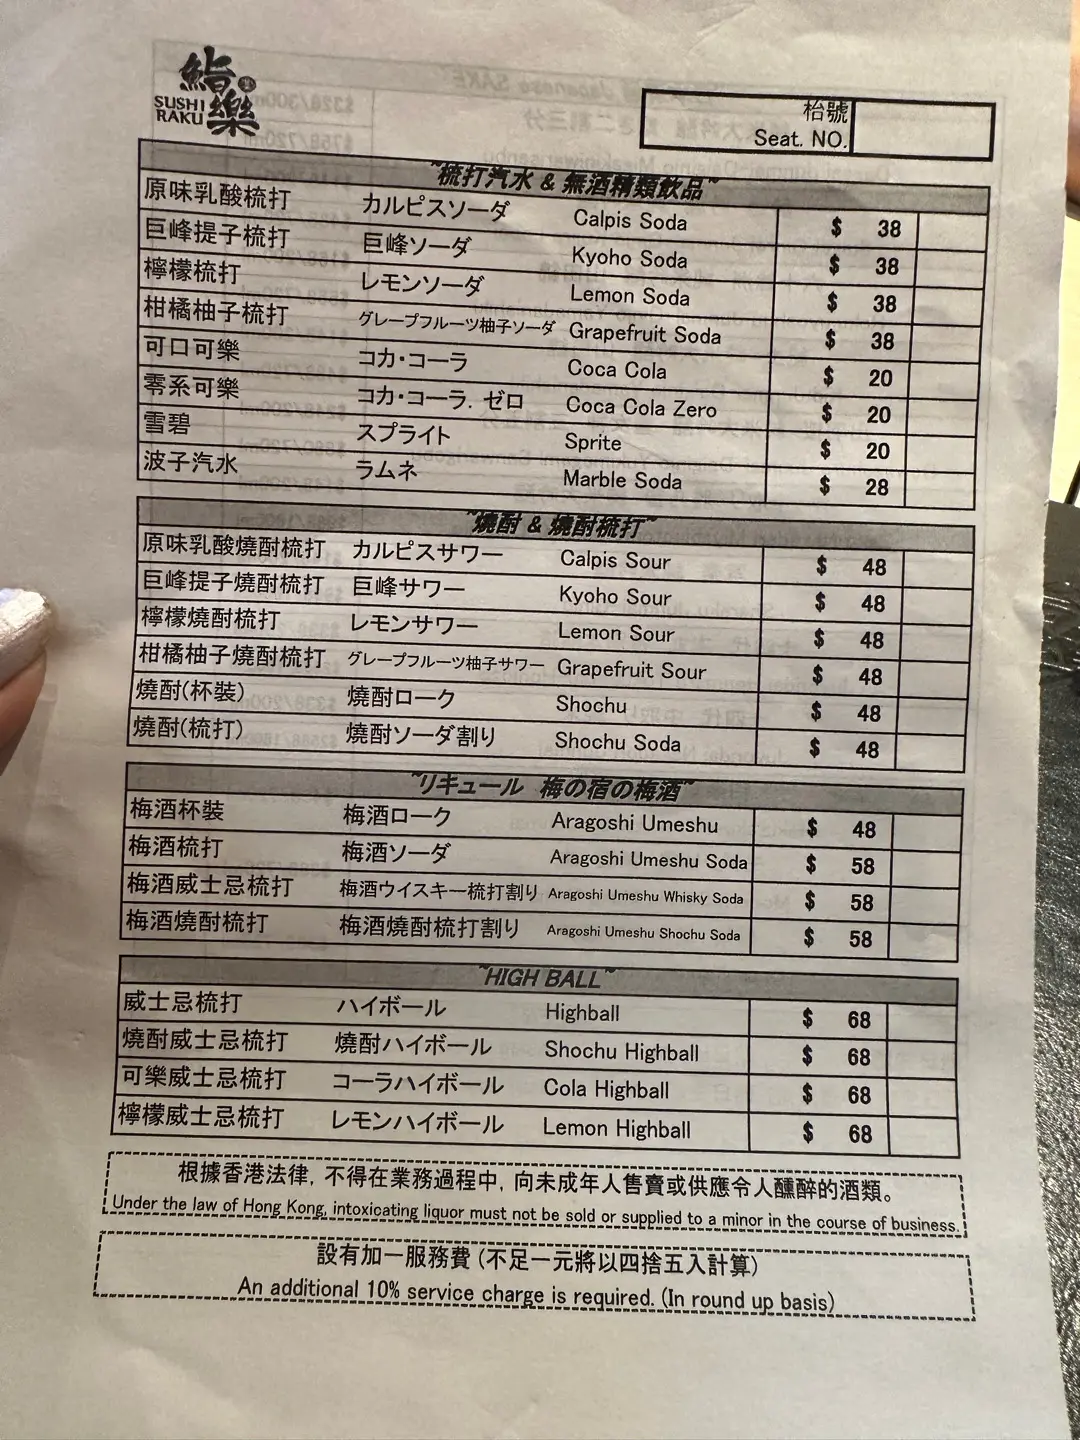 鮨樂
SUSHI
RAKU
枱號
Seat. NO.
~梳打汽水 & 無酒精類飲品~
原味乳酸梳打 カルピスソーダ Calpis Soda $ 38
巨峰提子梳打 巨峰ソーダ Kyoho Soda $ 38
檸檬梳打 レモンソーダ Lemon Soda $ 38
柑橘柚子梳打 グレープフルーツ柚子ソーダ Grapefruit Soda $ 38
可口可樂 コカ・コーラ Coca Cola $ 20
零系可樂 コカ・コーラ. ゼロ Coca Cola Zero $ 20
雪碧 スプライト Sprite $ 20
波子汽水 ラムネ Marble Soda $ 28
~燒酎 & 燒酎梳打~
原味乳酸燒酎梳打 カルピスサワー Calpis Sour $ 48
巨峰提子燒酎梳打 巨峰サワー Kyoho Sour $ 48
檸檬燒酎梳打 レモンサワー Lemon Sour $ 48
柑橘柚子燒酎梳打 グレープフルーツ柚子サワー Grapefruit Sour $ 48
燒酎(杯裝) 燒酎ローク Shochu $ 48
燒酎(梳打) 燒酎ソーダ割り Shochu Soda $ 48
~リキュール 梅の宿の梅酒~
梅酒杯裝 梅酒ローク Aragoshi Umeshu $ 48
梅酒梳打 梅酒ソーダ Aragoshi Umeshu Soda $ 58
梅酒威士忌梳打 梅酒ウイスキー梳打割り Aragoshi Umeshu Whisky Soda $ 58
梅酒燒酎梳打 梅酒燒酎梳打割り Aragoshi Umeshu Shochu Soda $ 58
~HIGH BALL~
威士忌梳打 ハイボール Highball $ 68
燒酎威士忌梳打 燒酎ハイボール Shochu Highball $ 68
可樂威士忌梳打 コーラハイボール Cola Highball $ 68
檸檬威士忌梳打 レモンハイボール Lemon Highball $ 68
根據香港法律, 不得在業務過程中, 向未成年人售賣或供應令人醺醉的酒類。
Under the law of Hong Kong, intoxicating liquor must not be sold or supplied to a minor in the course of business.
設有加一服務費 (不足一元將以四捨五入計算)
An additional 10% service charge is required. (In round up basis)